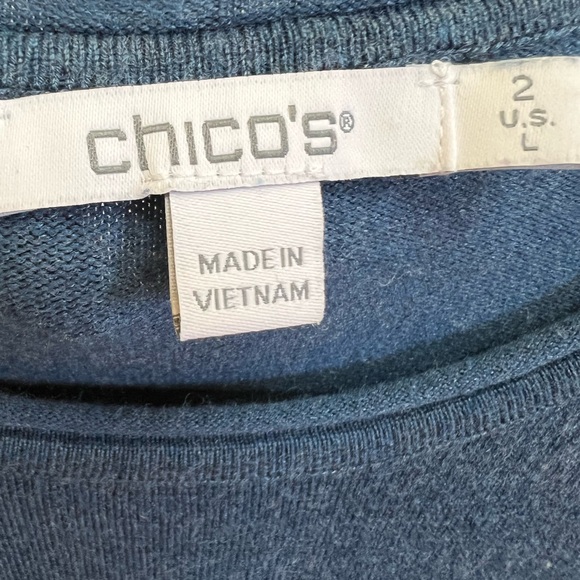 chico's®
2
U.S.
L
MADE IN
VIETNAM